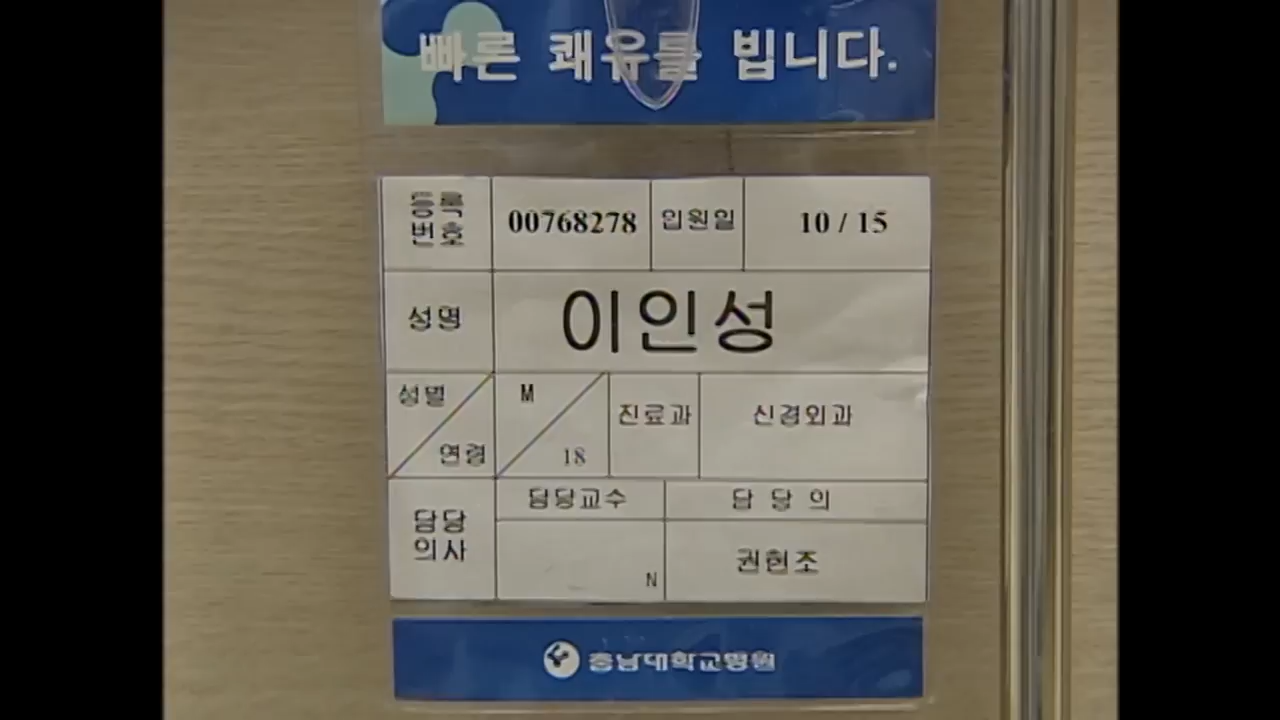 빠른 쾌유를 빕니다.
등록번호 00768278 입원일 10 / 15
성명 이인성
성별 M 진료과 신경외과
연령 18
담당의사 담당교수 담 당 의
N 권현조
충남대학교병원